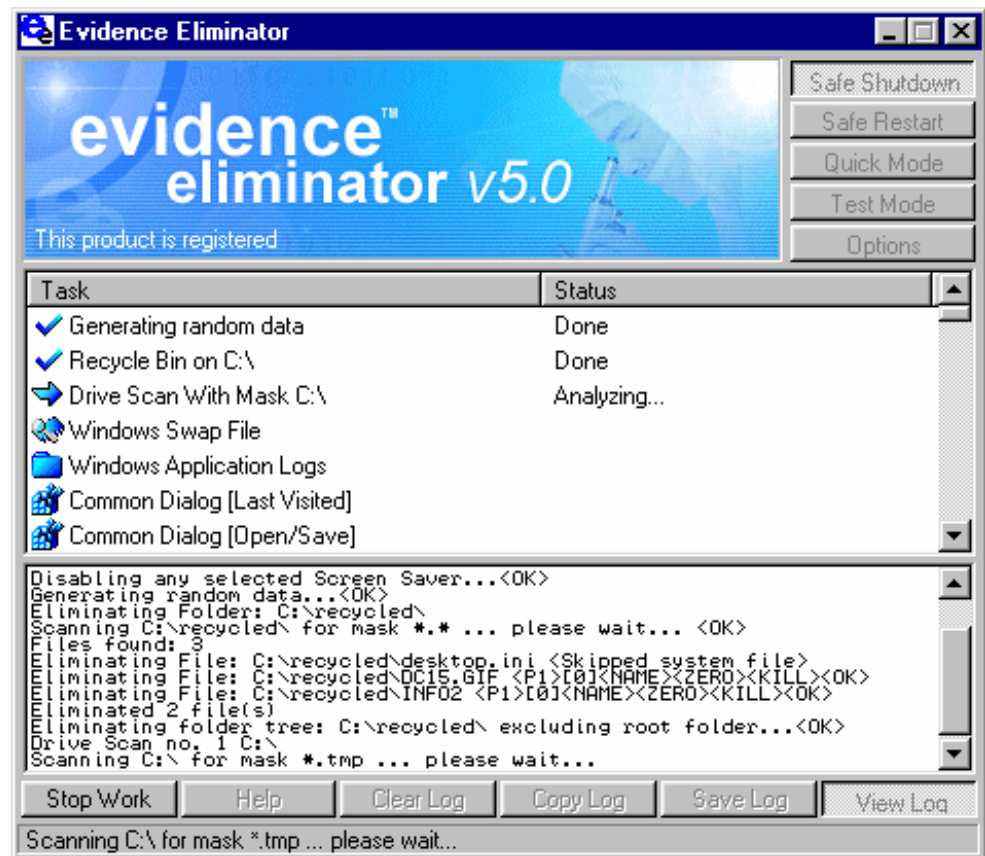 Evidence Eliminator
evidence™
eliminator v5.0
This product is registered
Safe Shutdown
Safe Restart
Quick Mode
Test Mode
Options
Task Status
Generating random data Done
Recycle Bin on C:\ Done
Drive Scan With Mask C:\ Analyzing...
Windows Swap File
Windows Application Logs
Common Dialog [Last Visited]
Common Dialog [Open/Save]
Disabling any selected Screen Saver...<OK>
Generating random data...<OK>
Eliminating Folder: C:\recycled\
Scanning C:\recycled\ for mask *.* ... please wait... <OK>
Files found: 3
Eliminating File: C:\recycled\desktop.ini <Skipped system file>
Eliminating File: C:\recycled\DC15.GIF <P1>[0]<NAME><ZERO><KILL><OK>
Eliminating File: C:\recycled\INFO2 <P1>[0]<NAME><ZERO><KILL><OK>
Eliminated 2 file(s)
Eliminating folder tree: C:\recycled\ excluding root folder...<OK>
Drive Scan no. 1 C:\
Scanning C:\ for mask *.tmp ... please wait...
Stop Work Help Clear Log Copy Log Save Log View Log
Scanning C:\ for mask *.tmp ... please wait...